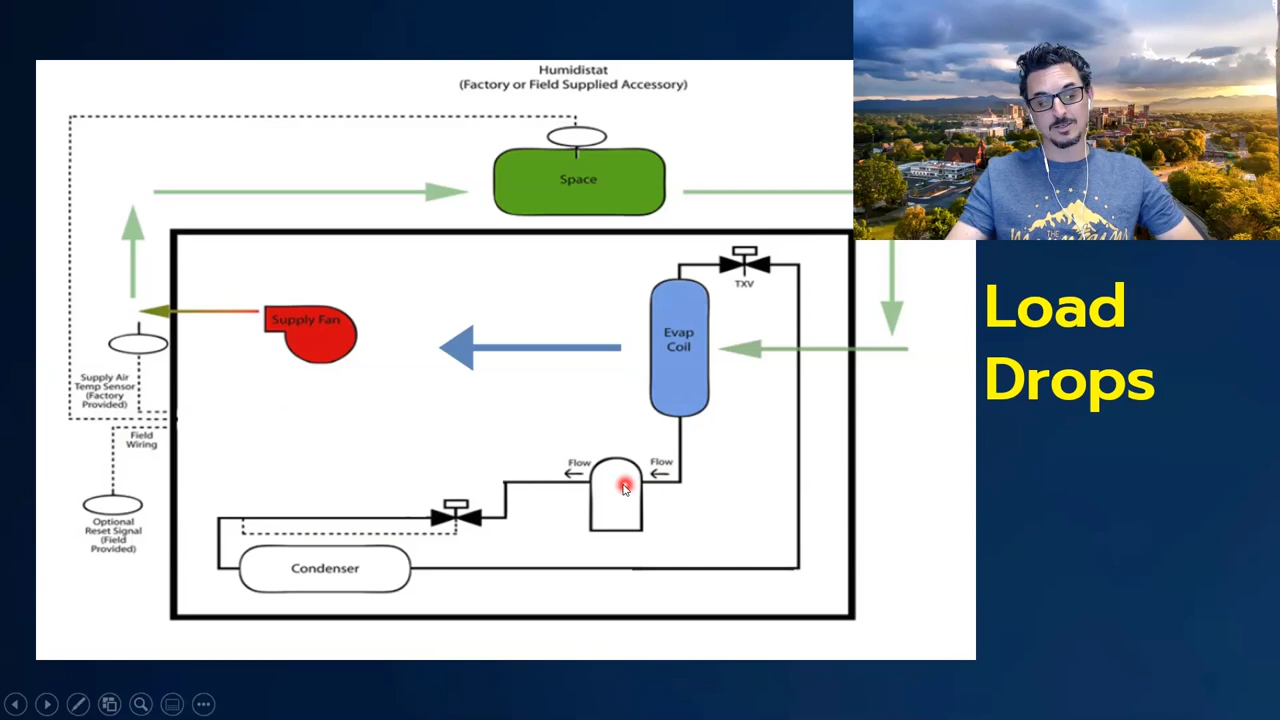 Humidistat
(Factory or Field Supplied Accessory)
Space
TXV
Supply Fan
Evap
Coil
Supply Air
Temp Sensor
(Factory
Provided)
Field
Wiring
Flow
Flow
Optional
Reset Signal
(Field
Provided)
Condenser
Load
Drops
THE